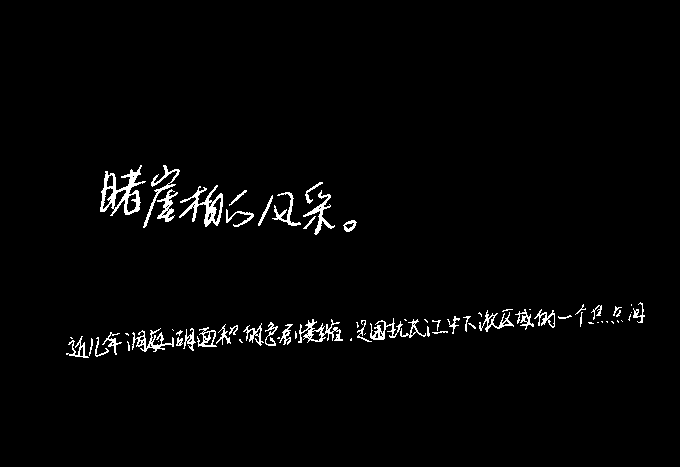 睹崖柏的风采。
近几年洞庭湖面积的急剧萎缩，是困扰长江中下游区域的一个焦点问